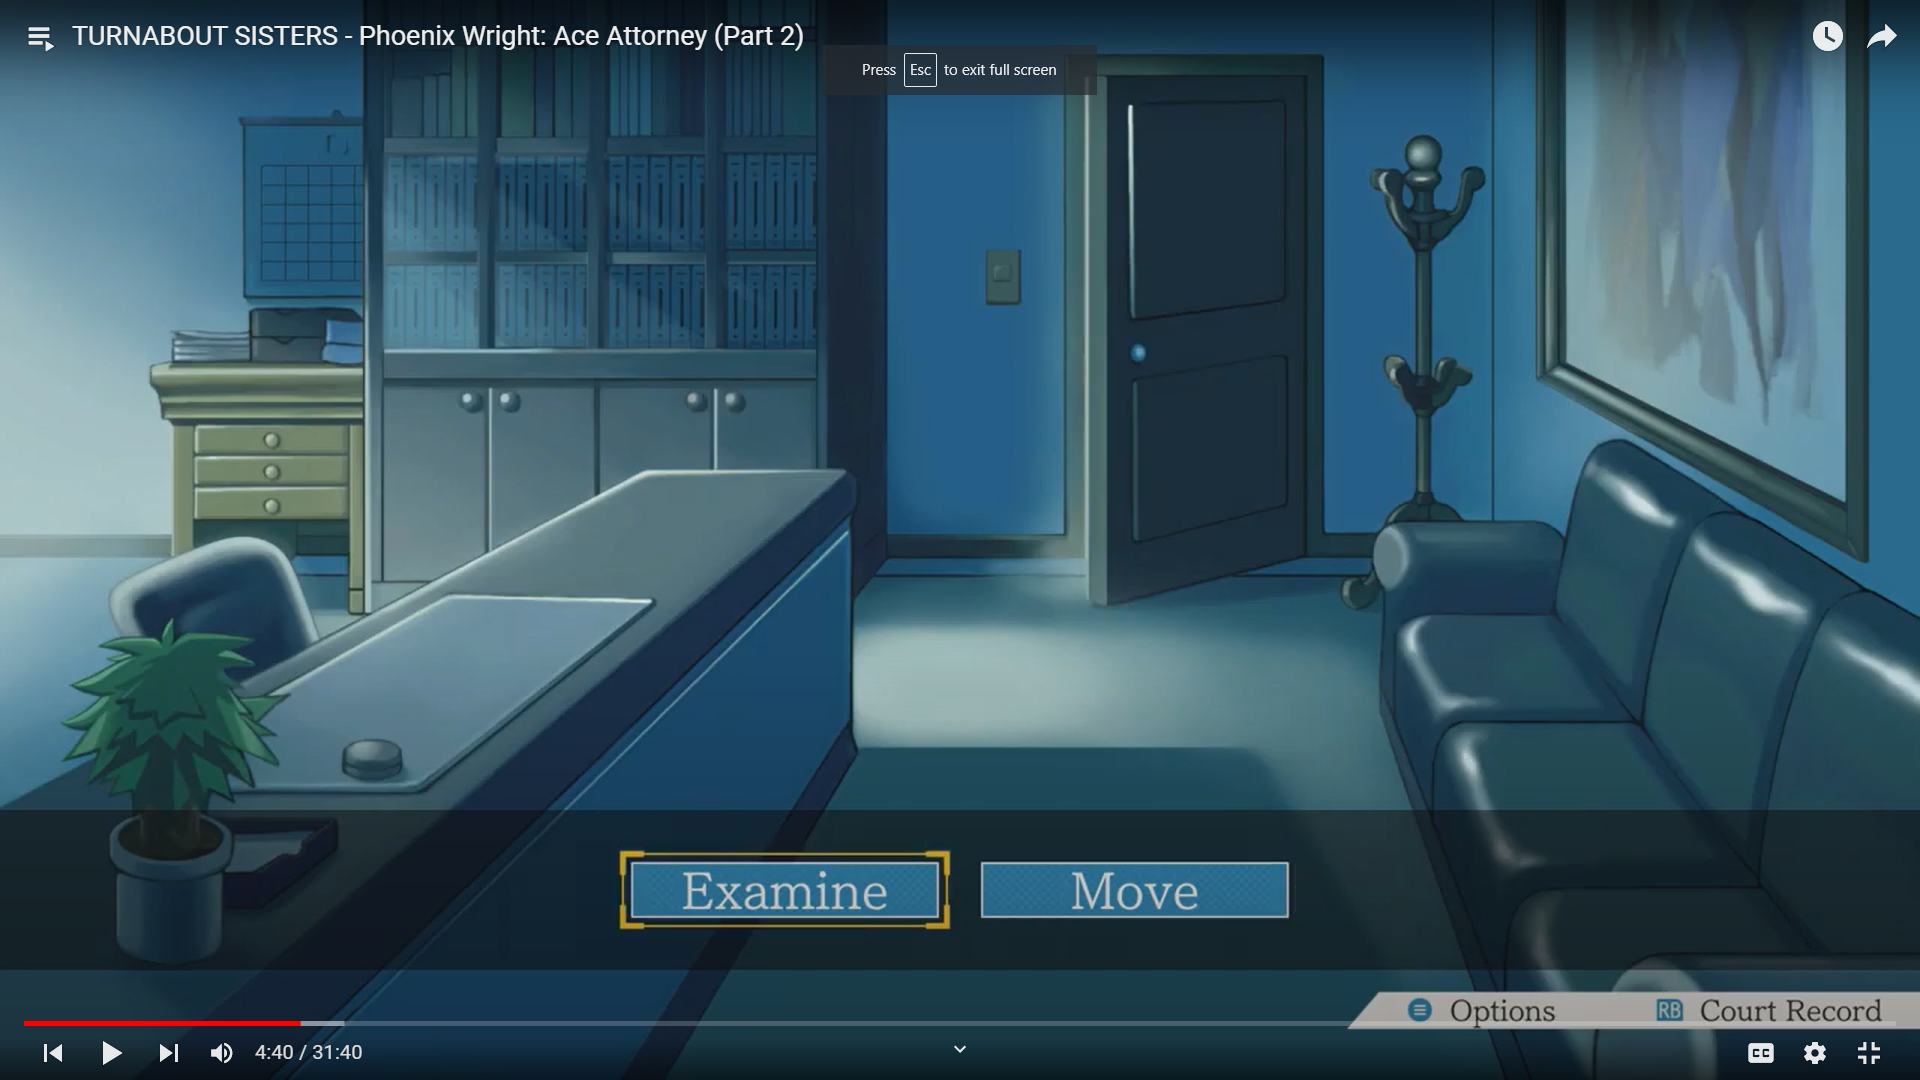 TURNABOUT SISTERS - Phoenix Wright: Ace Attorney (Part 2)
Press Esc to exit full screen
Examine
Move
Options
RB Court Record
4:40 / 31:40
CC